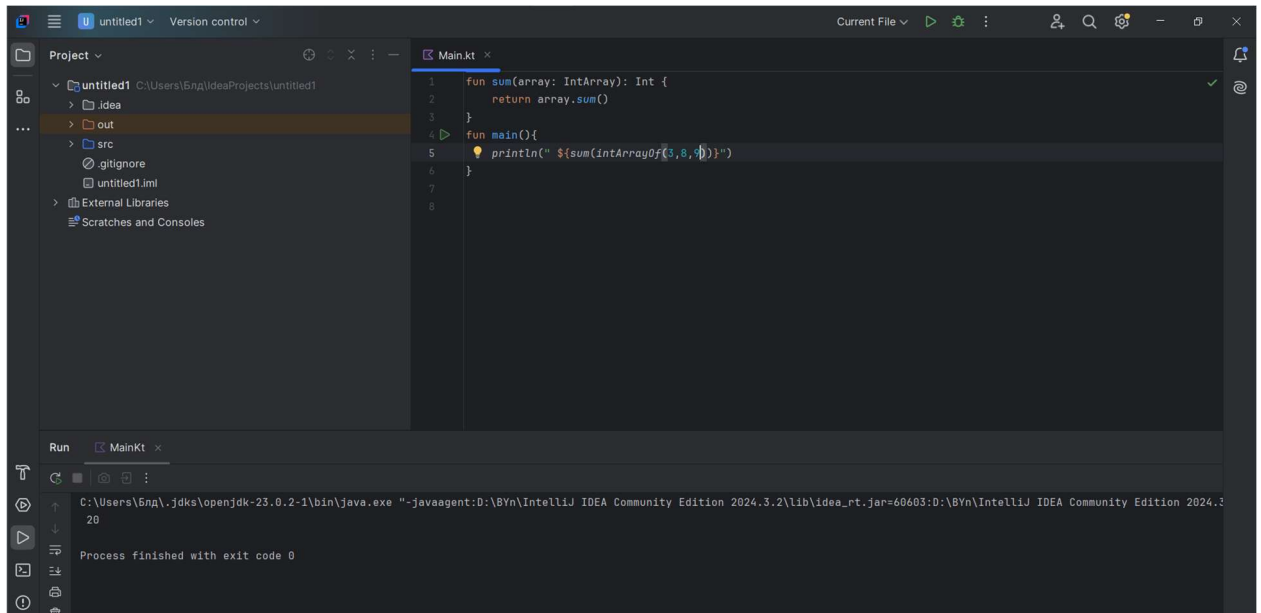 U untitled1 Version control Current File
Project
Main.kt
untitled1 C:\Users\Блд\IdeaProjects\untitled1
.idea
out
src
.gitignore
untitled1.iml
External Libraries
Scratches and Consoles
1 fun sum(array: IntArray): Int {
2 return array.sum()
3 }
4 fun main(){
5 println(" ${sum(intArrayOf(3,8,9))}")
6 }
7
8
Run MainKt
C:\Users\Блд\.jdks\openjdk-23.0.2-1\bin\java.exe "-javaagent:D:\BYn\IntelliJ IDEA Community Edition 2024.3.2\lib\idea_rt.jar=60603:D:\BYn\IntelliJ IDEA Community Edition 2024.3
20
Process finished with exit code 0